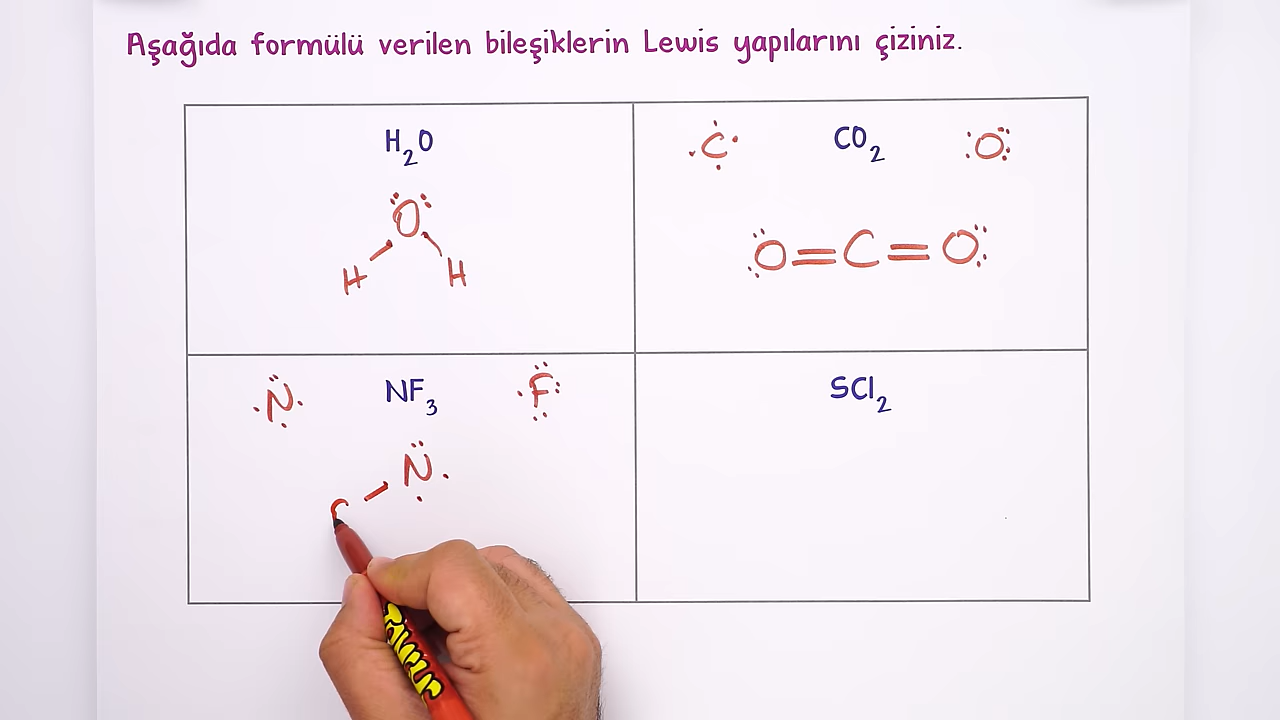 Aşağıda formülü verilen bileşiklerin Lewis yapılarını çiziniz.
H₂O
O
H H
C CO₂ O
O=C=O
N NF₃ F
N
SCl₂